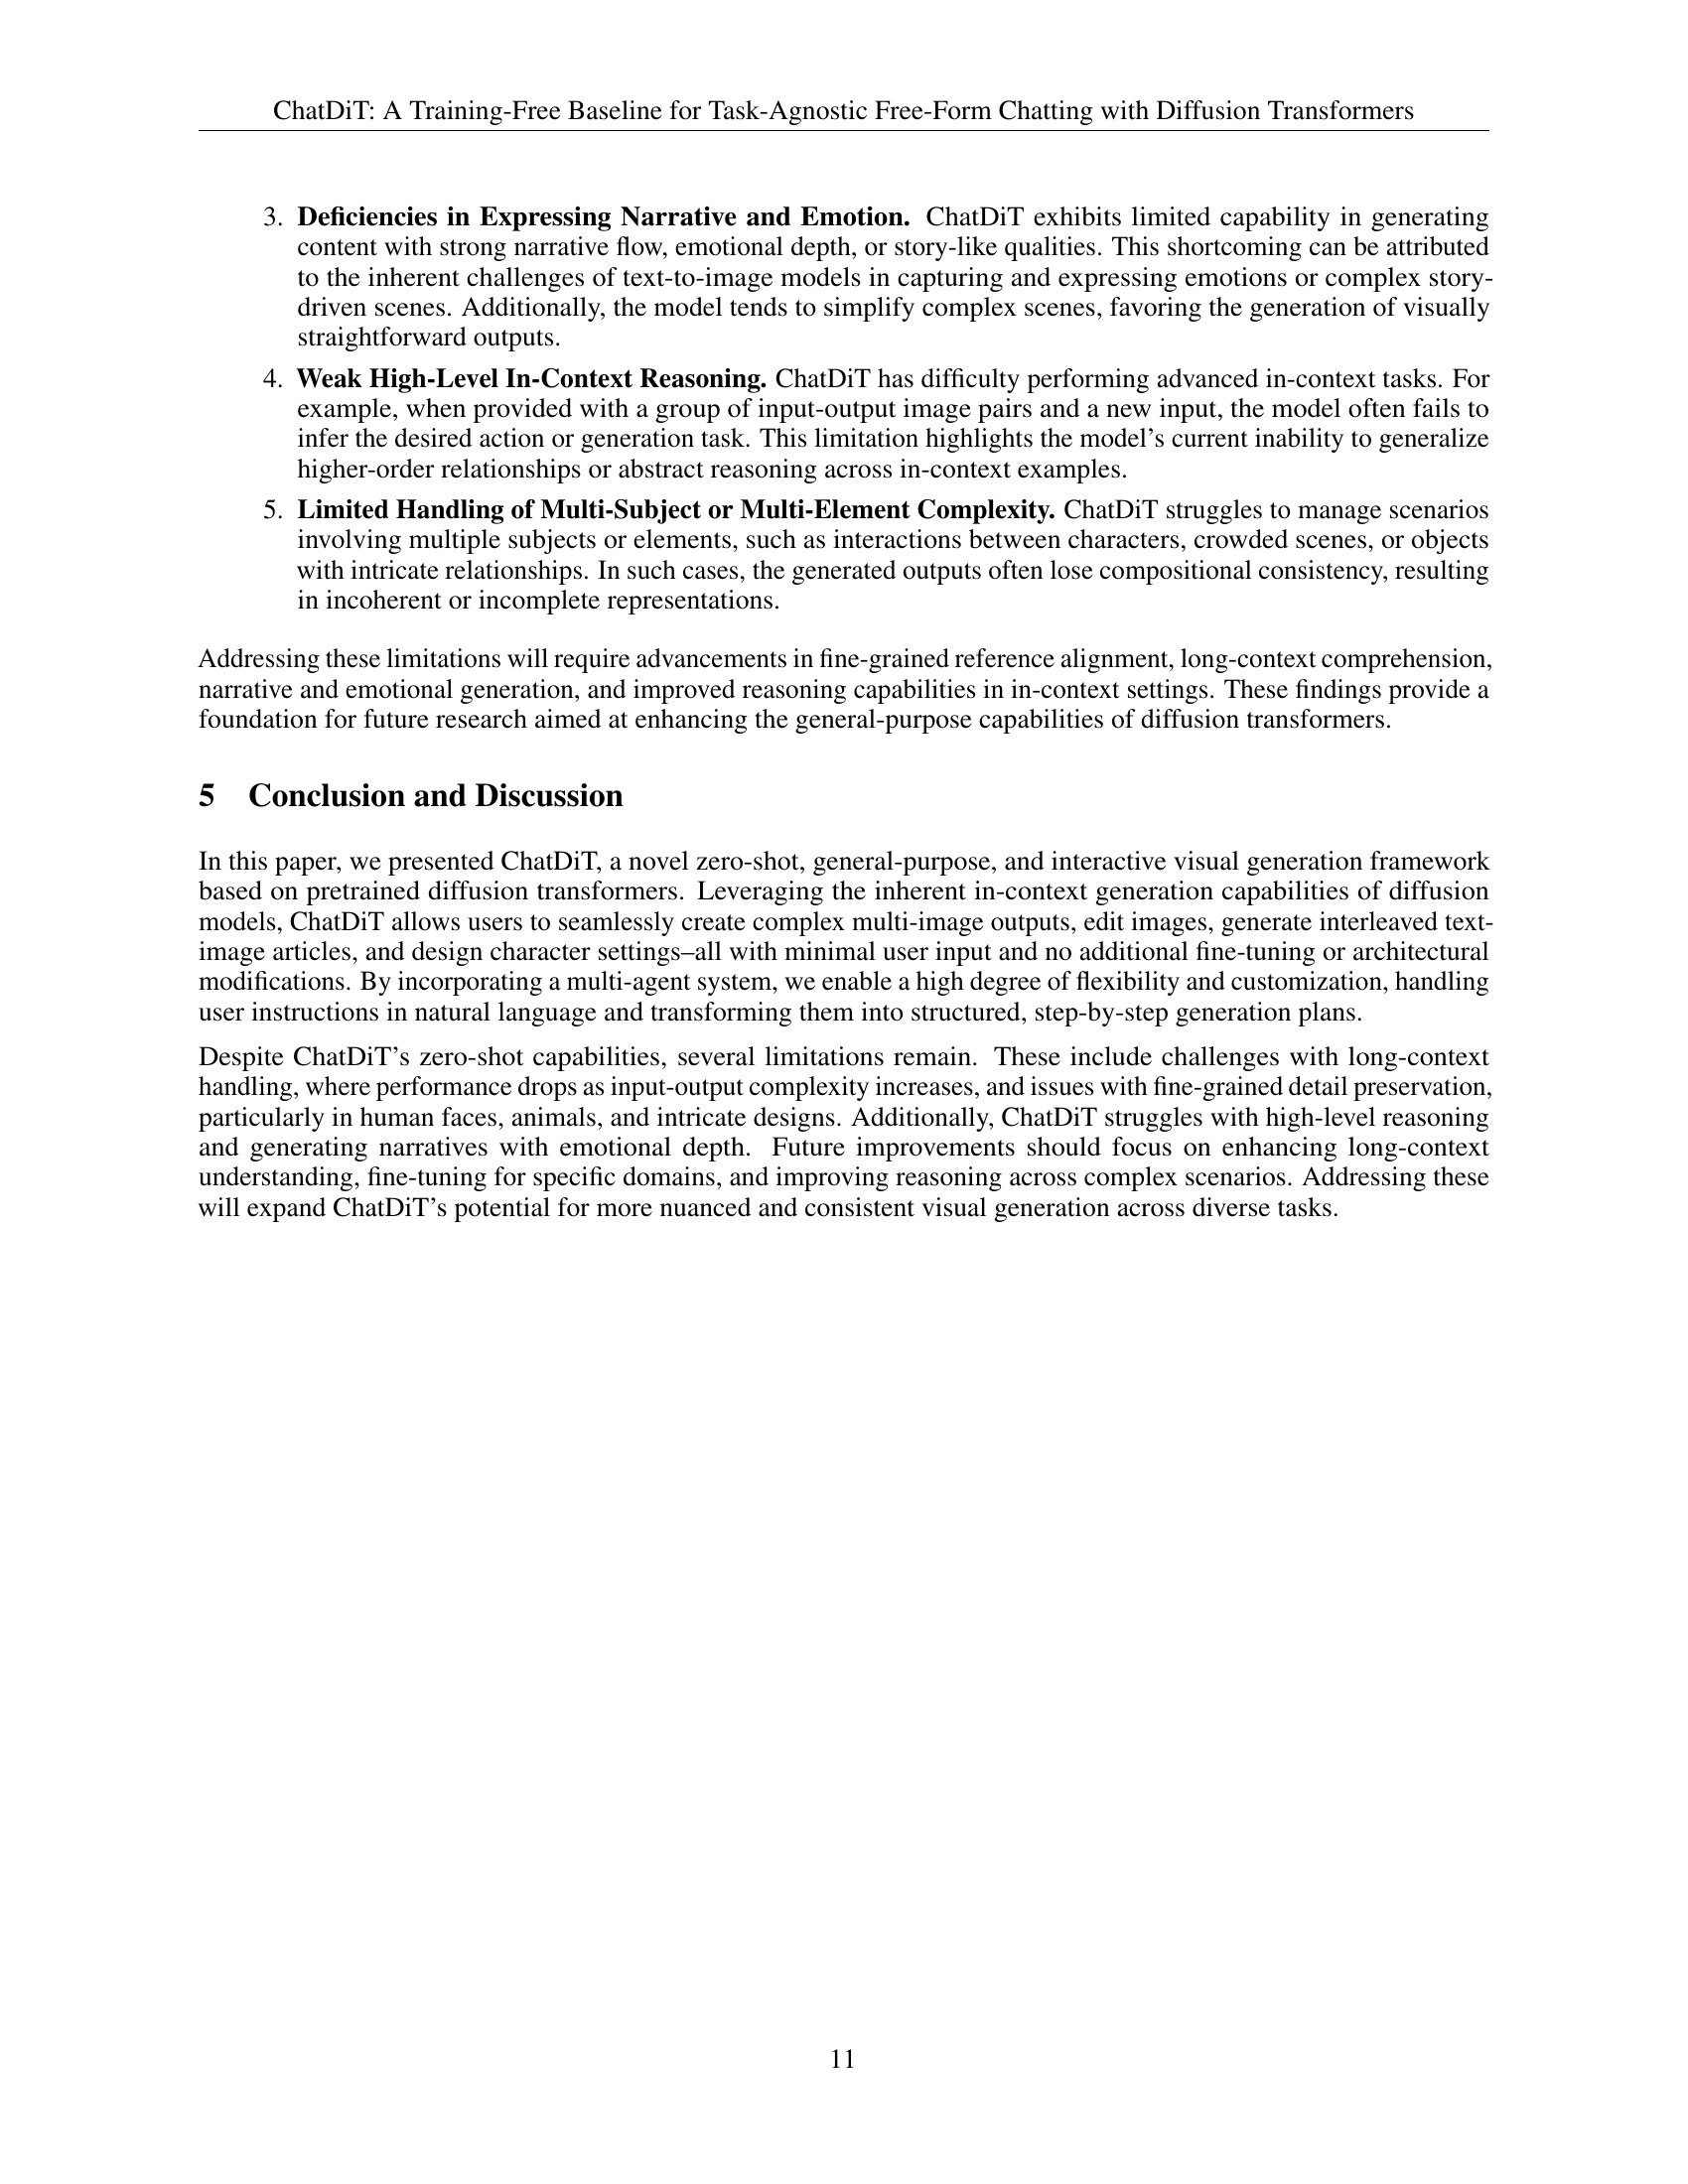 ChatDiT: A Training-Free Baseline for Task-Agnostic Free-Form Chatting with Diffusion Transformers
3. Deficiencies in Expressing Narrative and Emotion. ChatDiT exhibits limited capability in generating
content with strong narrative flow, emotional depth, or story-like qualities. This shortcoming can be attributed
to the inherent challenges of text-to-image models in capturing and expressing emotions or complex story-
driven scenes. Additionally, the model tends to simplify complex scenes, favoring the generation of visually
straightforward outputs.
4. Weak High-Level In-Context Reasoning. ChatDiT has difficulty performing advanced in-context tasks. For
example, when provided with a group of input-output image pairs and a new input, the model often fails to
infer the desired action or generation task. This limitation highlights the model's current inability to generalize
higher-order relationships or abstract reasoning across in-context examples.
5. Limited Handling of Multi-Subject or Multi-Element Complexity. ChatDiT struggles to manage scenarios
involving multiple subjects or elements, such as interactions between characters, crowded scenes, or objects
with intricate relationships. In such cases, the generated outputs often lose compositional consistency, resulting
in incoherent or incomplete representations.
Addressing these limitations will require advancements in fine-grained reference alignment, long-context comprehension,
narrative and emotional generation, and improved reasoning capabilities in in-context settings. These findings provide a
foundation for future research aimed at enhancing the general-purpose capabilities of diffusion transformers.
5 Conclusion and Discussion
In this paper, we presented ChatDiT, a novel zero-shot, general-purpose, and interactive visual generation framework
based on pretrained diffusion transformers. Leveraging the inherent in-context generation capabilities of diffusion
models, ChatDiT allows users to seamlessly create complex multi-image outputs, edit images, generate interleaved text-
image articles, and design character settings–all with minimal user input and no additional fine-tuning or architectural
modifications. By incorporating a multi-agent system, we enable a high degree of flexibility and customization, handling
user instructions in natural language and transforming them into structured, step-by-step generation plans.
Despite ChatDiT's zero-shot capabilities, several limitations remain. These include challenges with long-context
handling, where performance drops as input-output complexity increases, and issues with fine-grained detail preservation,
particularly in human faces, animals, and intricate designs. Additionally, ChatDiT struggles with high-level reasoning
and generating narratives with emotional depth. Future improvements should focus on enhancing long-context
understanding, fine-tuning for specific domains, and improving reasoning across complex scenarios. Addressing these
will expand ChatDiT's potential for more nuanced and consistent visual generation across diverse tasks.
11